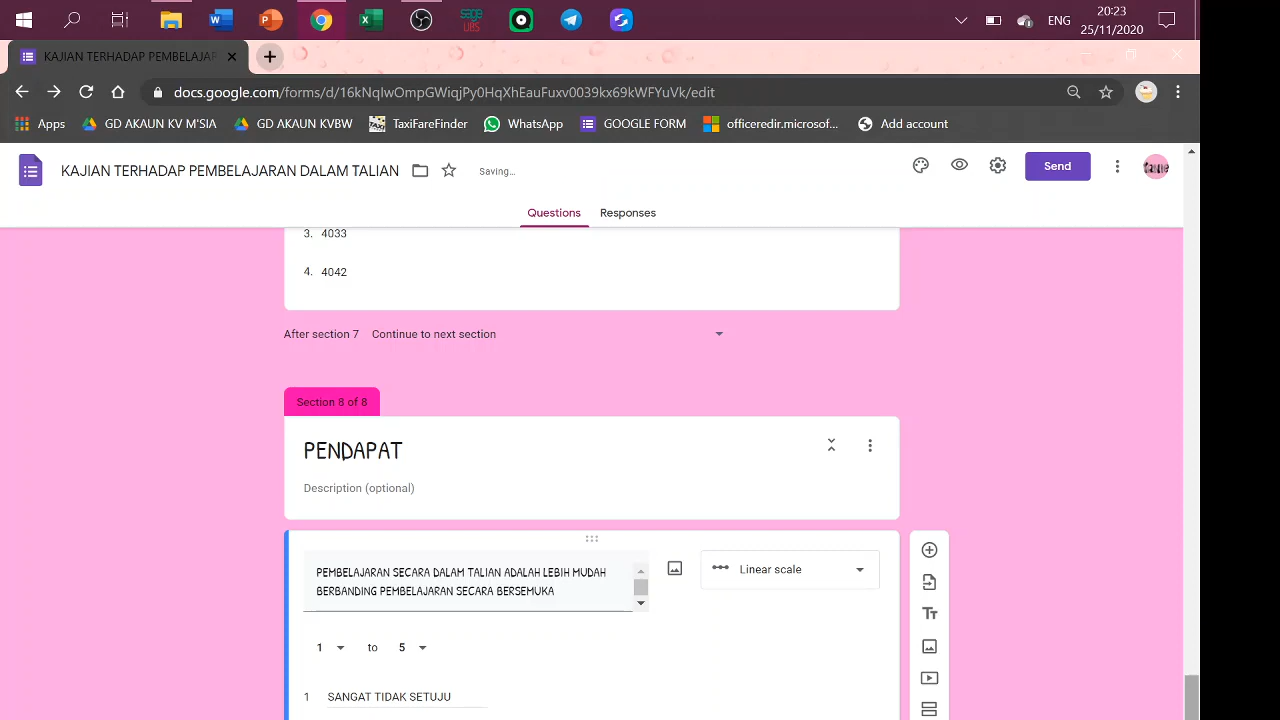 ENG
20:23
25/11/2020
sage
UBS
KAJIAN TERHADAP PEMBELAJAR
docs.google.com/forms/d/16kNqIwOmpGWiqjPy0HqXhEauFuxv0039kx69kWFYuVk/edit
Apps
GD AKAUN KV M'SIA
GD AKAUN KVBW
TaxiFareFinder
WhatsApp
GOOGLE FORM
officeredir.microsof...
Add account
KAJIAN TERHADAP PEMBELAJARAN DALAM TALIAN
Saving...
Send
Questions
Responses
3. 4033
4. 4042
After section 7 Continue to next section
Section 8 of 8
PENDAPAT
Description (optional)
PEMBELAJARAN SECARA DALAM TALIAN ADALAH LEBIH MUDAH
BERBANDING PEMBELAJARAN SECARA BERSEMUKA
Linear scale
1 to 5
1 SANGAT TIDAK SETUJU